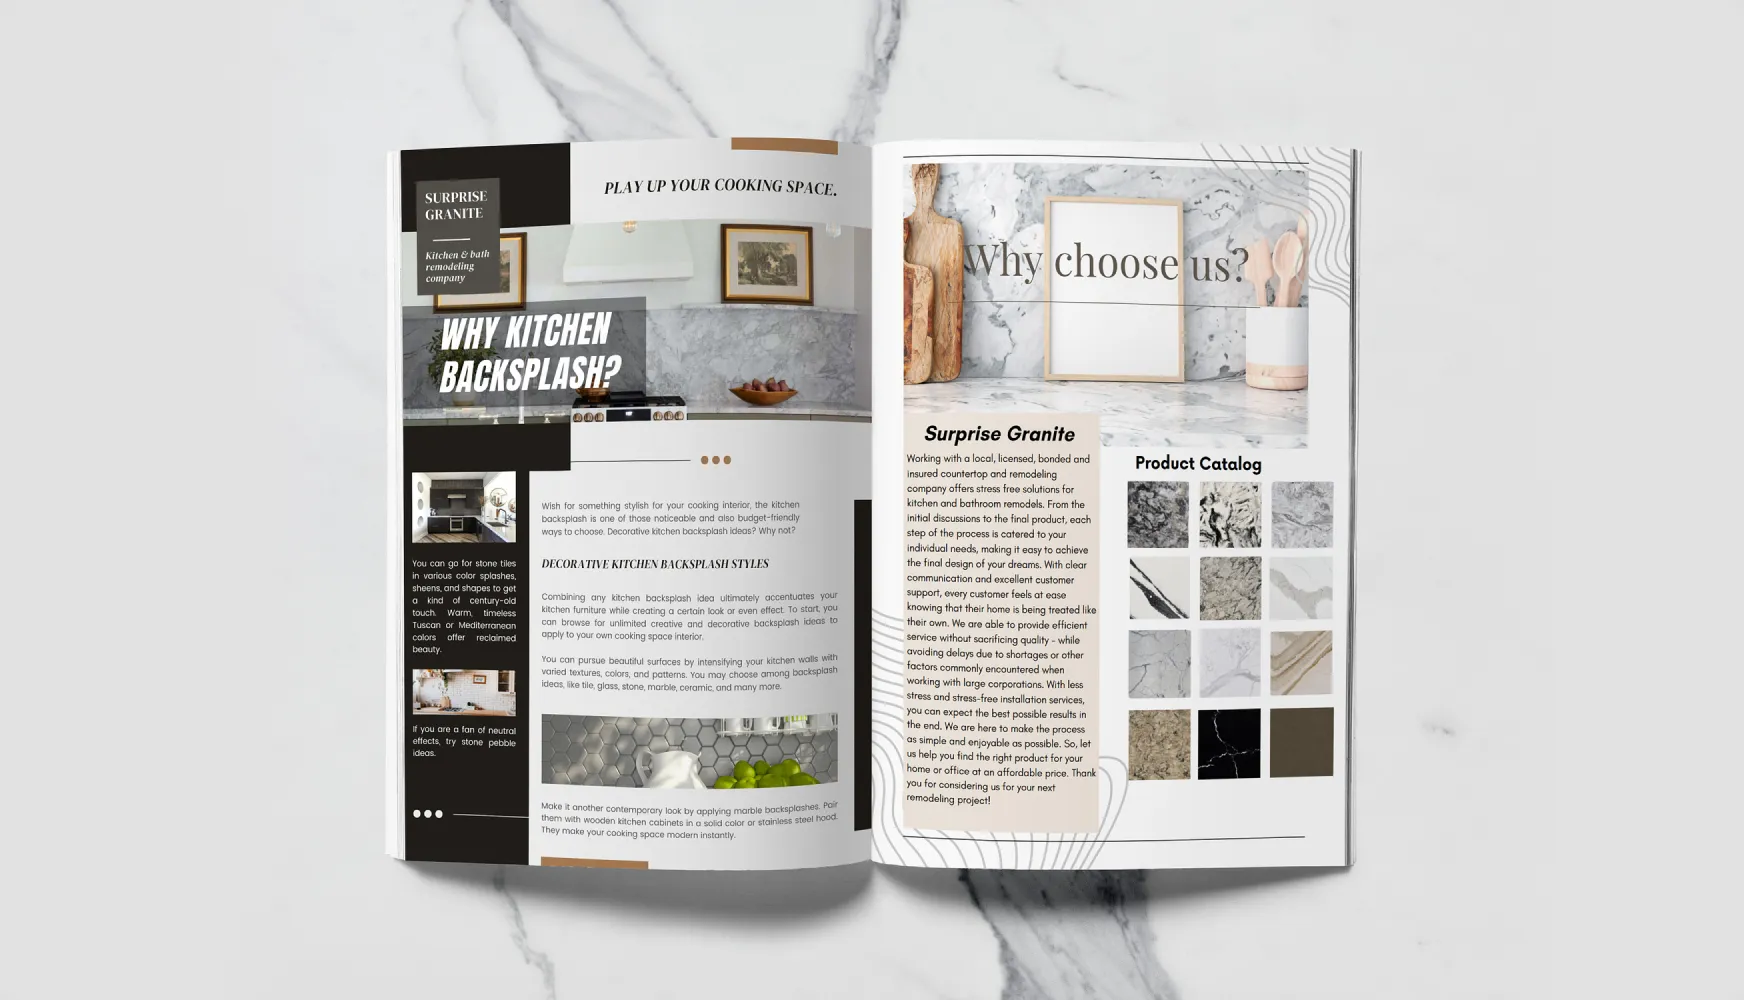 SURPRISE
GRANITE
Kitchen & bath
remodeling
company
PLAY UP YOUR COOKING SPACE.
WHY KITCHEN
BACKSPLASH?
You can go for stone tiles
in various color splashes,
sheens, and shapes to get
a kind of century-old
touch. Warm, timeless
Tuscan or Mediterranean
colors offer reclaimed
beauty.
If you are a fan of neutral
effects, try stone pebble
ideas.
Wish for something stylish for your cooking interior, the kitchen
backsplash is one of those noticeable and also budget-friendly
ways to choose. Decorative kitchen backsplash ideas? Why not?
DECORATIVE KITCHEN BACKSPLASH STYLES
Combining any kitchen backsplash idea ultimately accentuates your
kitchen furniture while creating a certain look or even effect. To start, you
can browse for unlimited creative and decorative backsplash ideas to
apply to your own cooking space interior.
You can pursue beautiful surfaces by intensifying your kitchen walls with
varied textures, colors, and patterns. You may choose among backsplash
ideas, like tile, glass, stone, marble, ceramic, and many more.
Make it another contemporary look by applying marble backsplashes. Pair
them with wooden kitchen cabinets in a solid color or stainless steel hood.
They make your cooking space modern instantly.
Why choose us?
Surprise Granite
Working with a local, licensed, bonded and
insured countertop and remodeling
company offers stress free solutions for
kitchen and bathroom remodels. From the
initial discussions to the final product, each
step of the process is catered to your
individual needs, making it easy to achieve
the final design of your dreams. With clear
communication and excellent customer
support, every customer feels at ease
knowing that their home is being treated like
their own. We are able to provide efficient
service without sacrificing quality - while
avoiding delays due to shortages or other
factors commonly encountered when
working with large corporations. With less
stress and stress-free installation services,
you can expect the best possible results in
the end. We are here to make the process
as simple and enjoyable as possible. So, let
us help you find the right product for your
home or office at an affordable price. Thank
you for considering us for your next
remodeling project!
Product Catalog